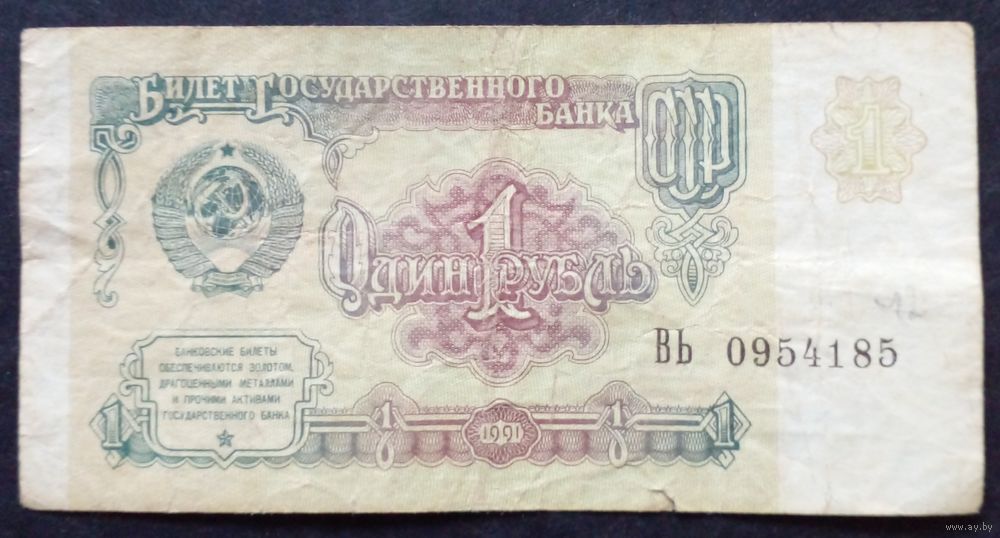 БИЛЕТ ГОСУДАРСТВЕННОГО
БАНКА
СССР
1
1
ОДИН РУБЛЬ
ВЬ 0954185
БАНКОВСКИЕ БИЛЕТЫ
ОБЕСПЕЧИВАЮТСЯ ЗОЛОТОМ,
ДРАГОЦЕННЫМИ МЕТАЛЛАМИ
И ПРОЧИМИ АКТИВАМИ
ГОСУДАРСТВЕННОГО БАНКА
1 1 1991 1 1
www.ay.by